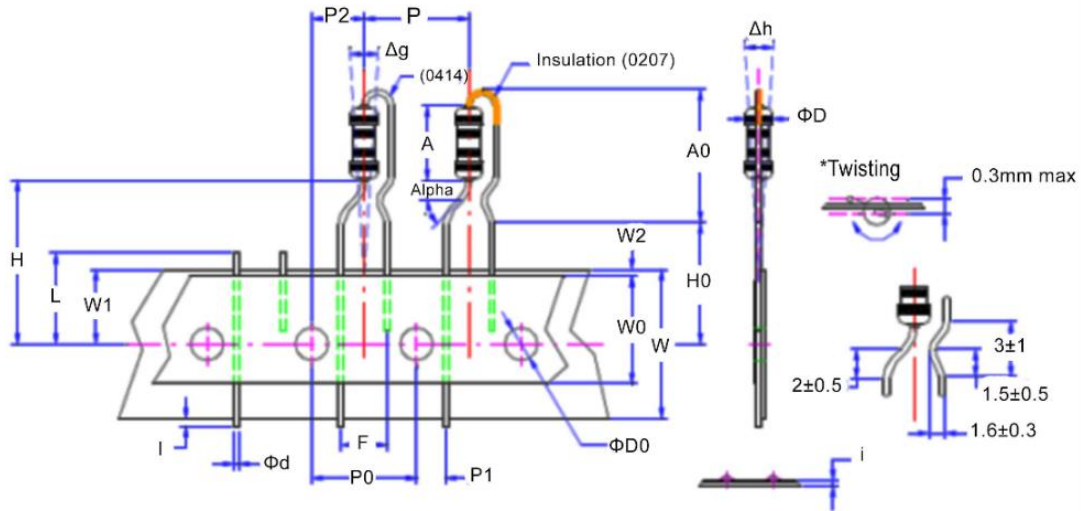 P2
P
Δh
Δg
Insulation (0207)
(0414)
ΦD
A
A0
*Twisting
0.3mm max
Alpha
H
L
W1
W2
H0
W0
W
3±1
2±0.5
1.5±0.5
1.6±0.3
I
F
ΦD0
Φd
P0
P1
i